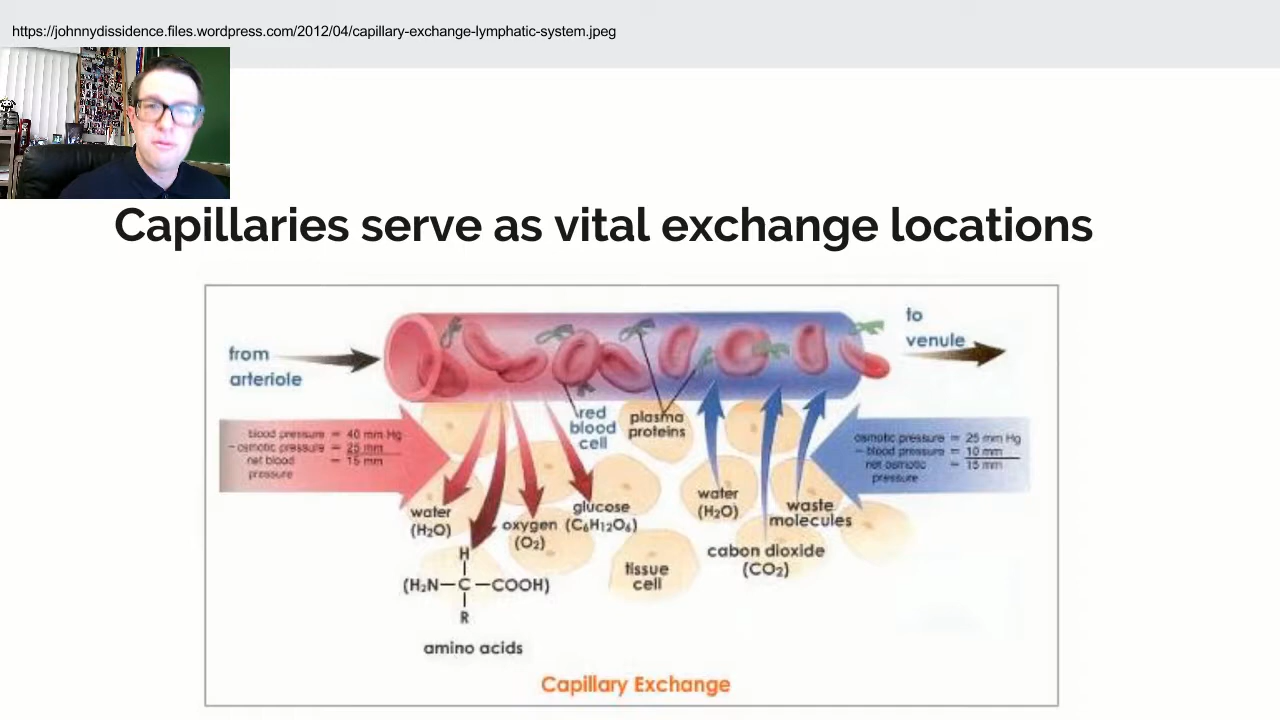 https://johnnydissidence.files.wordpress.com/2012/04/capillary-exchange-lymphatic-system.jpeg
Capillaries serve as vital exchange locations
from
arteriole
to
venule
blood pressure = 40 mm Hg
- osmotic pressure = 25 mm
net blood = 15 mm
pressure
red
blood
cell
plasma
proteins
osmotic pressure = 25 mm Hg
- blood pressure = 10 mm
net osmotic = 15 mm
pressure
water
(H₂O)
oxygen
(O₂)
glucose
(C₆H₁₂O₆)
water
(H₂O)
waste
molecules
cabon dioxide
(CO₂)
tissue
cell
H
(H₂N—C—COOH)
R
amino acids
Capillary Exchange